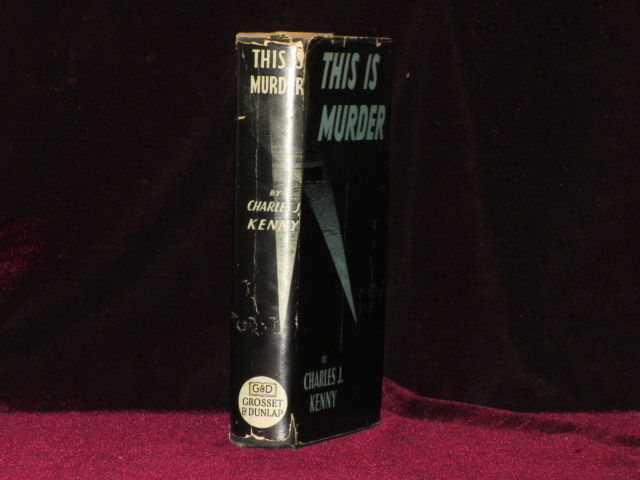 THIS IS
MURDER
BY
CHARLES J.
KENNY
G&D
GROSSET
& DUNLAP
THIS IS
MURDER
BY
CHARLES J.
KENNY